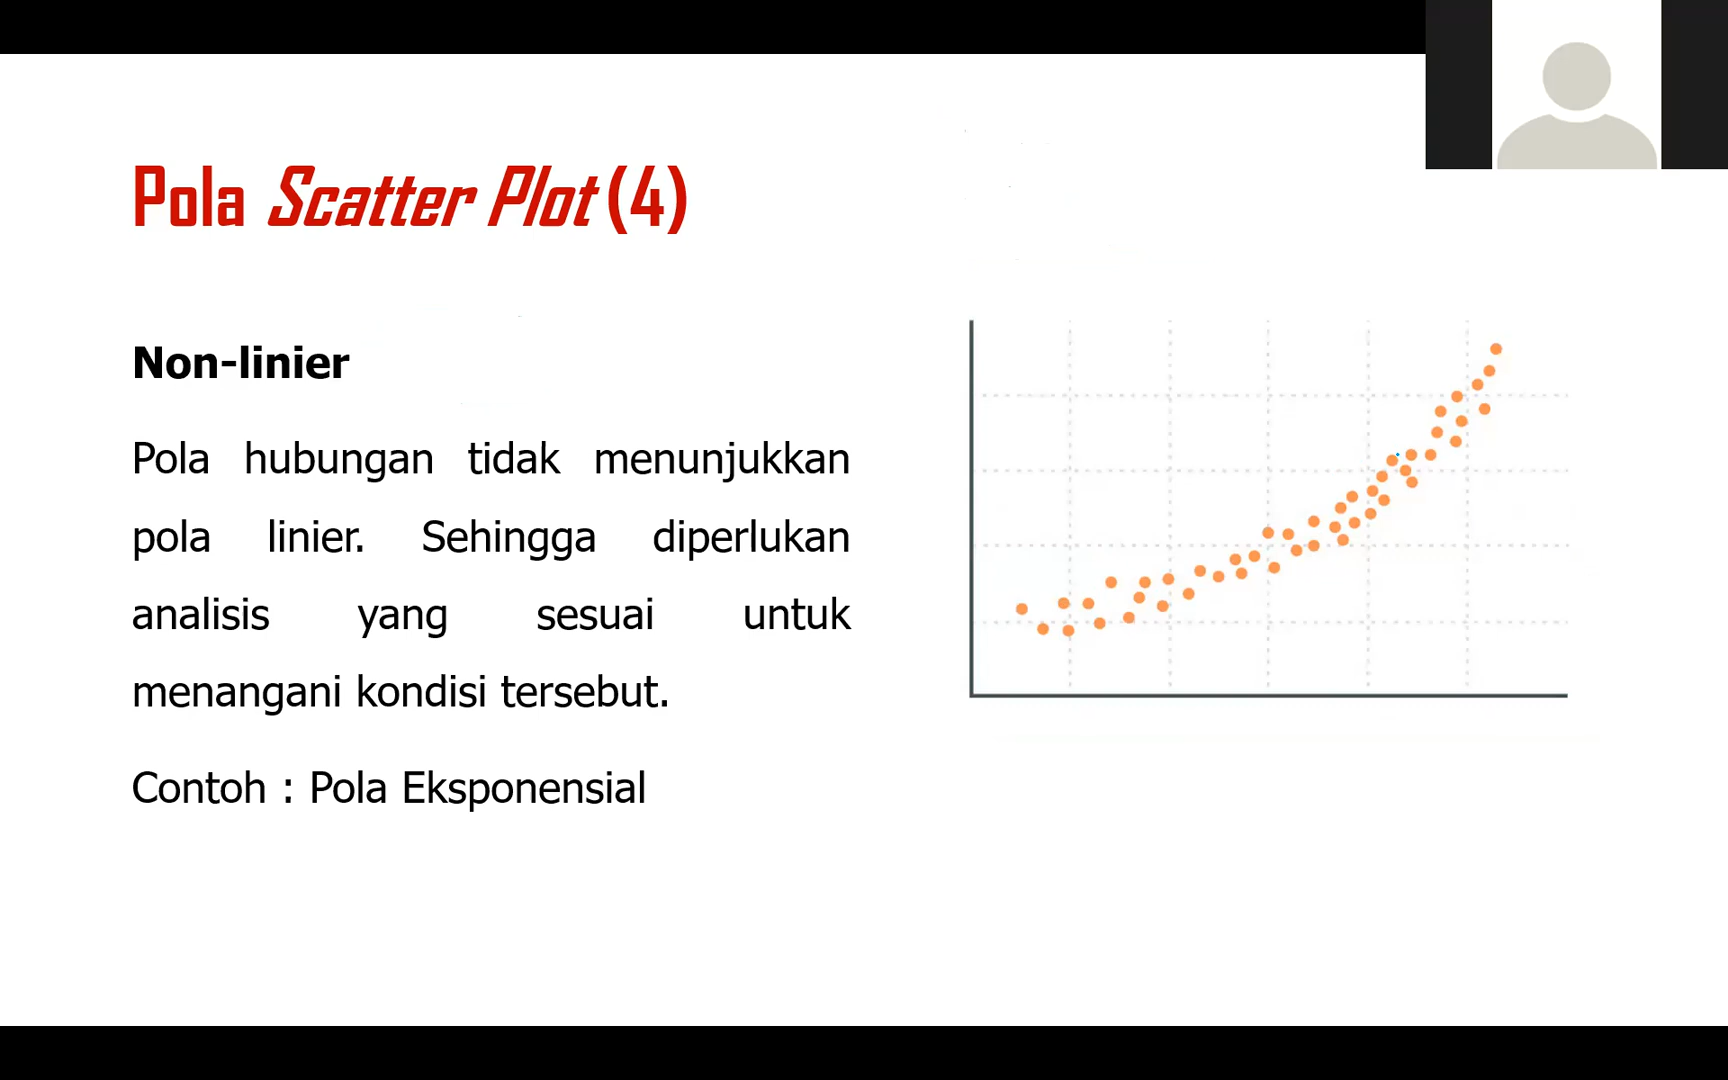 Pola Scatter Plot (4)
Non-linier
Pola hubungan tidak menunjukkan
pola linier. Sehingga diperlukan
analisis yang sesuai untuk
menangani kondisi tersebut.
Contoh : Pola Eksponensial